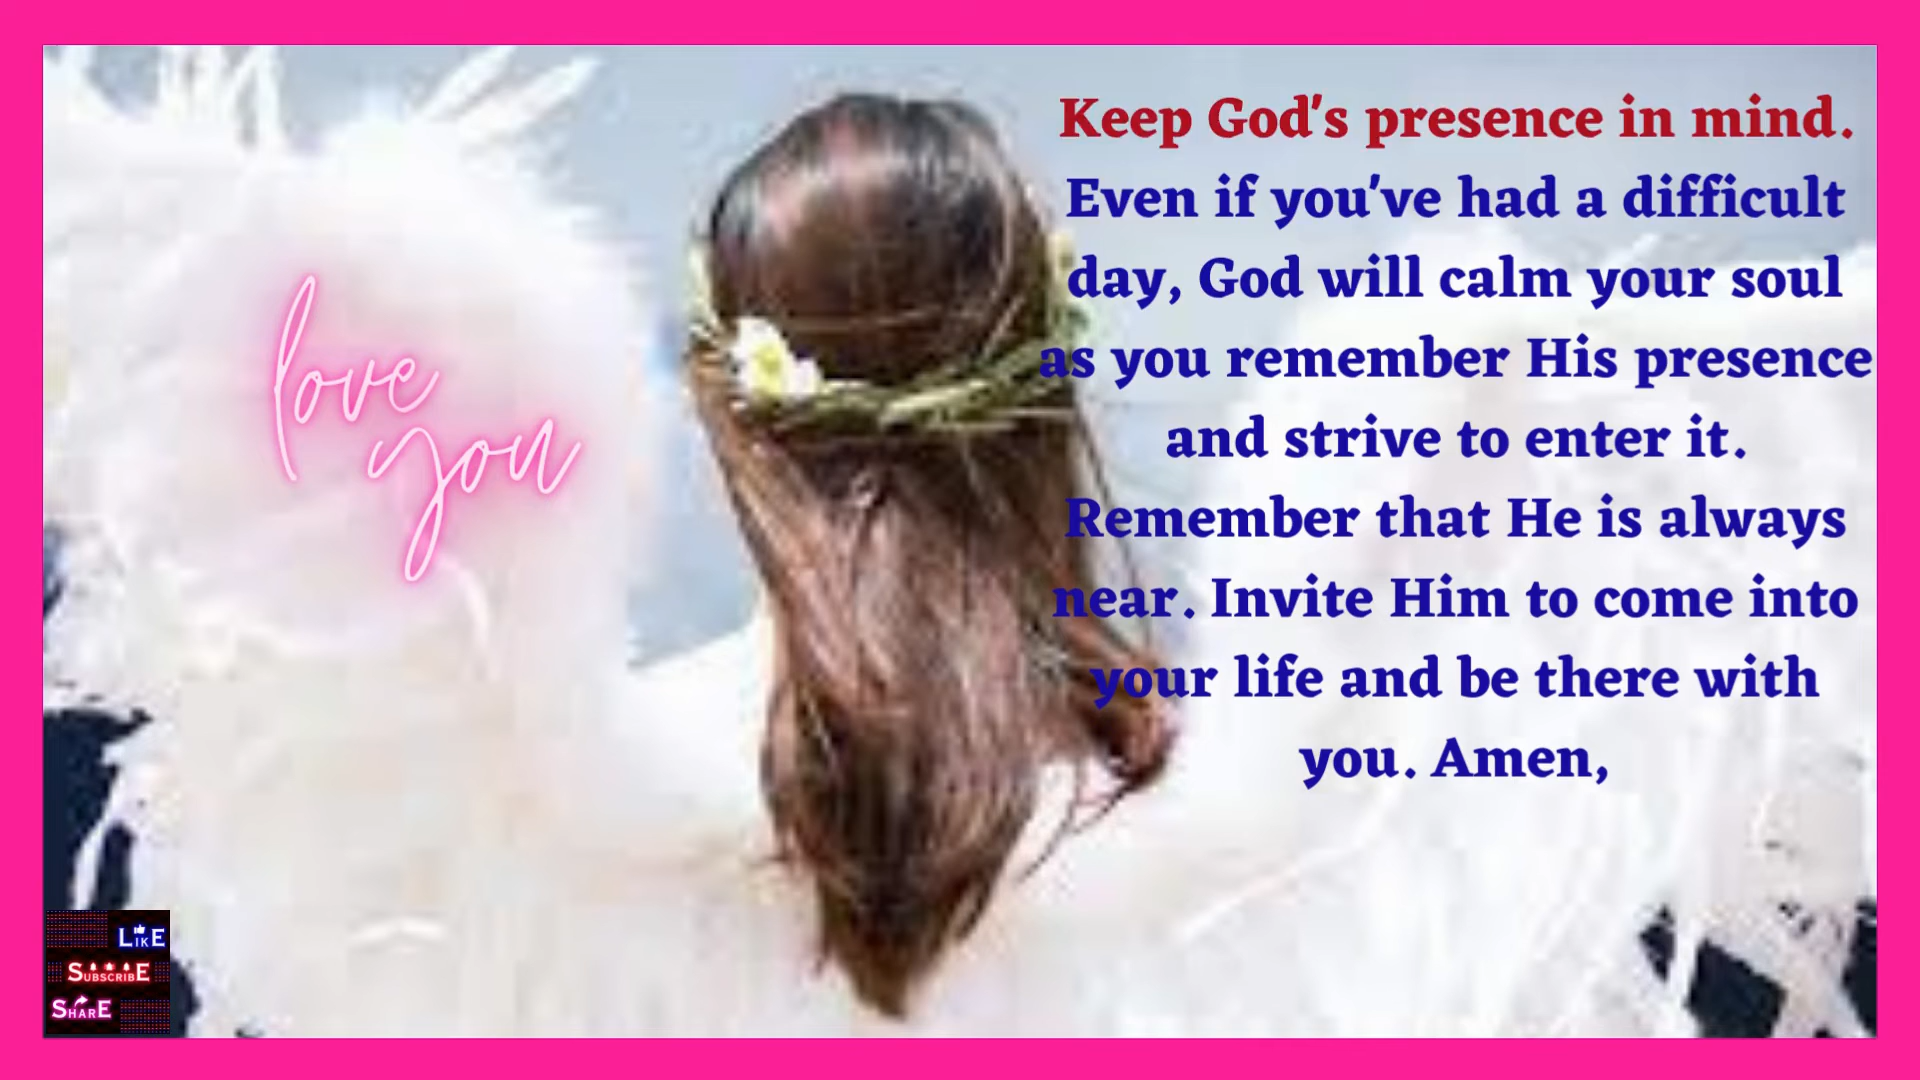 Keep God's presence in mind.
Even if you've had a difficult
day, God will calm your soul
as you remember His presence
and strive to enter it.
Remember that He is always
near. Invite Him to come into
your life and be there with
you. Amen,
love
you
LIKE
SUBSCRIBE
SHARE